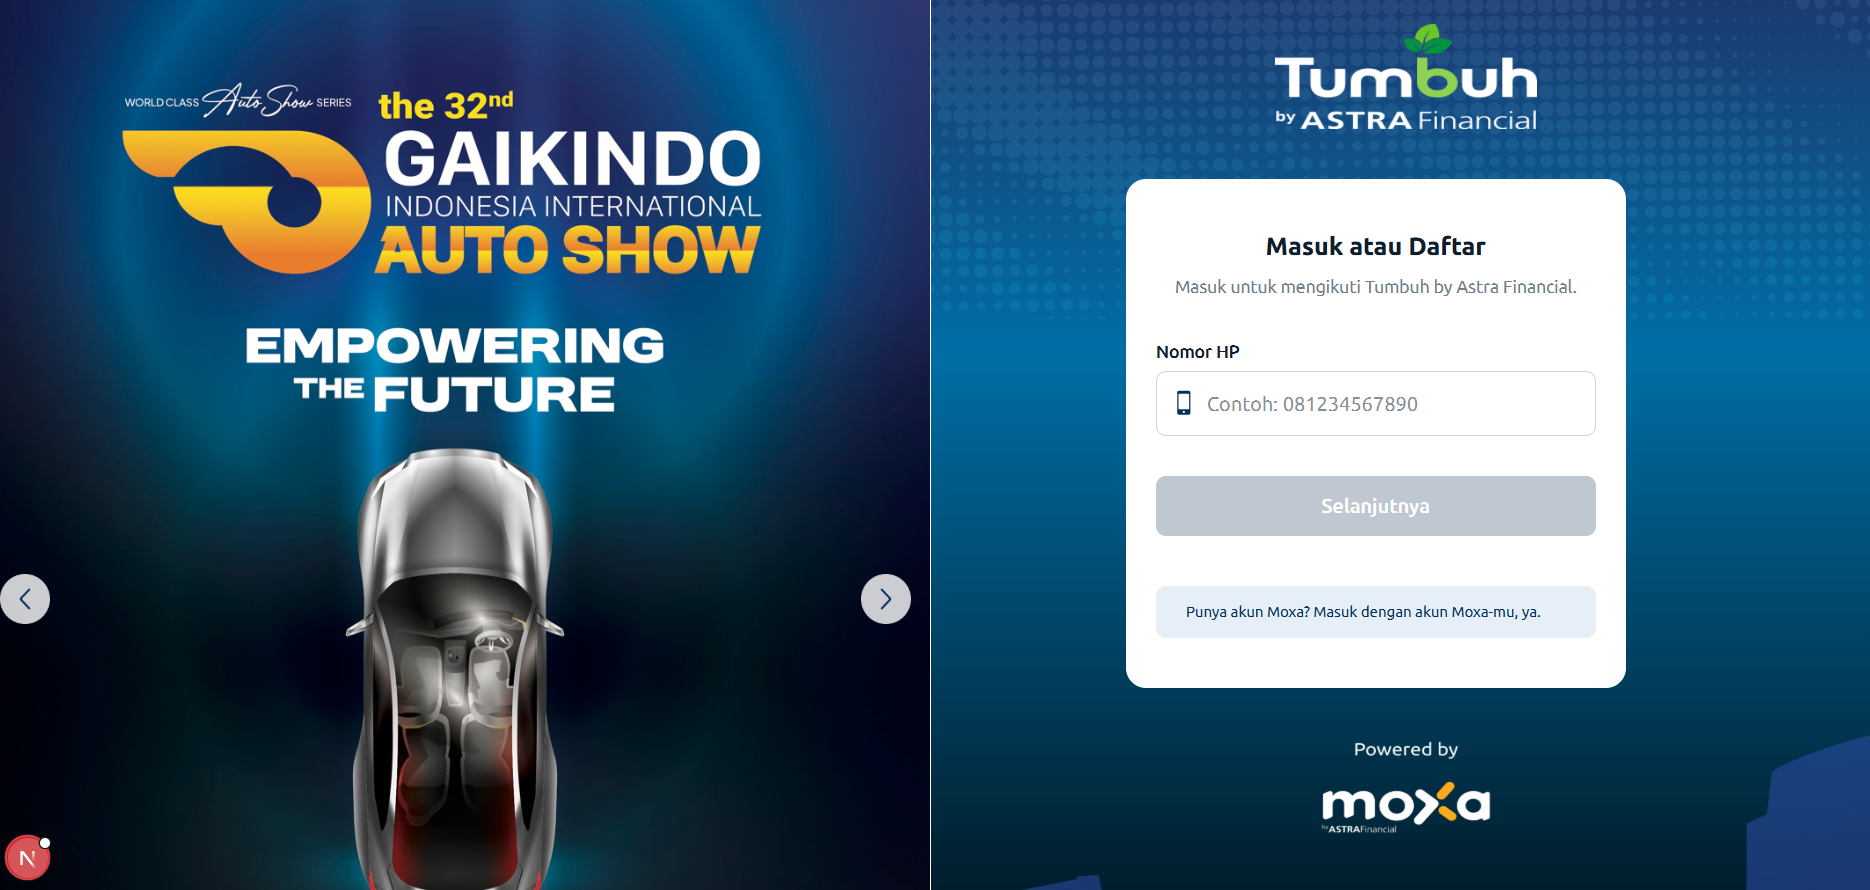 WORLD CLASS Auto Show SERIES
the 32nd
GAIKINDO
INDONESIA INTERNATIONAL
AUTO SHOW
EMPOWERING
THE FUTURE
N
Tumbuh
by ASTRA Financial
Masuk atau Daftar
Masuk untuk mengikuti Tumbuh by Astra Financial.
Nomor HP
Contoh: 081234567890
Selanjutnya
Punya akun Moxa? Masuk dengan akun Moxa-mu, ya.
Powered by
moxa
by ASTRA Financial